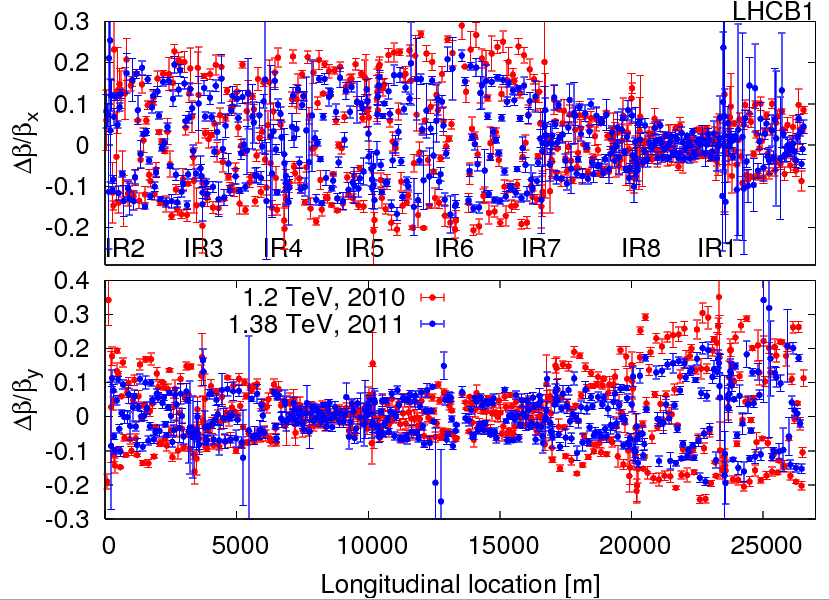 LHCB1
0.3
0.2
0.1
0
-0.1
-0.2
Δβ/βx
IR2 IR3 IR4 IR5 IR6 IR7 IR8 IR1
0.4
0.3
0.2
0.1
0
-0.1
-0.2
-0.3
Δβ/βy
1.2 TeV, 2010
1.38 TeV, 2011
0 5000 10000 15000 20000 25000
Longitudinal location [m]